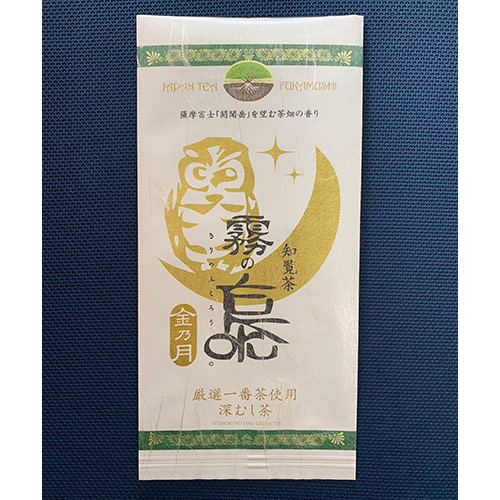 JAPAN TEA FUKAMUSHI
薩摩富士「開聞岳」を望む茶畑の香り
知覧茶
霧の梟
きりのふくろう
©
金乃月
厳選一番茶使用
深むし茶